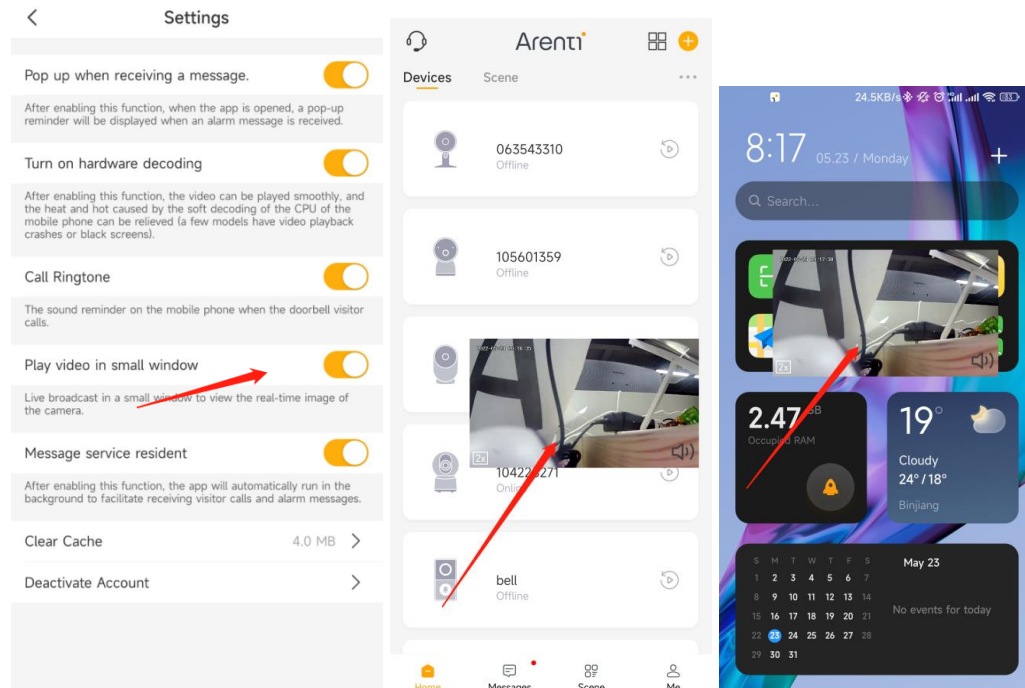 Settings
Pop up when receiving a message.
After enabling this function, when the app is opened, a pop-up
reminder will be displayed when an alarm message is received.
Turn on hardware decoding
After enabling this function, the video can be played smoothly, and
the heat and hot caused by the soft decoding of the CPU of the
mobile phone can be relieved (a few models have video playback
crashes or black screens).
Call Ringtone
The sound reminder on the mobile phone when the doorbell visitor
calls.
Play video in small window
Live broadcast in a small window to view the real-time image of
the camera.
Message service resident
After enabling this function, the app will automatically run in the
background to facilitate receiving visitor calls and alarm messages.
Clear Cache 4.0 MB
Deactivate Account
Arenti
Devices Scene
063543310
Offline
105601359
Offline
2x
Offline
bell
Home Messages Scene Me
24.5KB/s
8:17 05.23 / Monday
Search...
2x
2.47 GB
Occupied RAM
19°
Cloudy
24° / 18°
Binjiang
S M T W T F S
1 2 3 4 5 6 7
8 9 10 11 12 13 14
15 16 17 18 19 20 21
22 23 24 25 26 27 28
29 30 31
May 23
No events for today